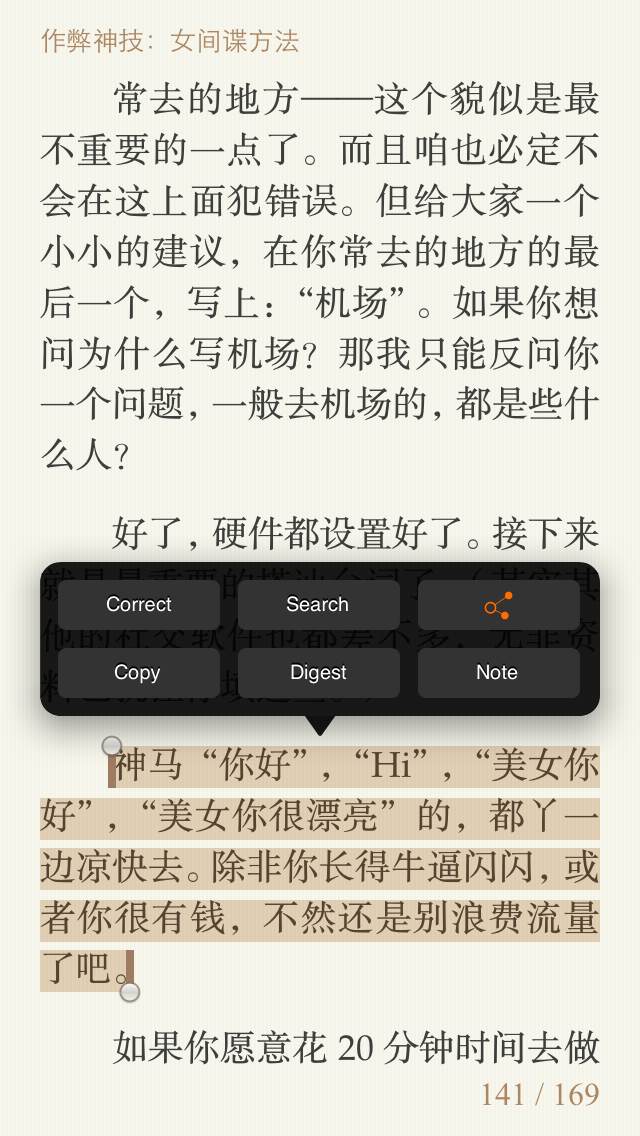 作弊神技：女间谍方法
常去的地方——这个貌似是最
不重要的一点了。而且咱也必定不
会在这上面犯错误。但给大家一个
小小的建议，在你常去的地方的最
后一个，写上：“机场”。如果你想
问为什么写机场？那我只能反问你
一个问题，一般去机场的，都是些什
么人？
好了，硬件都设置好了。接下来
Correct
Search
Copy
Digest
Note
神马“你好”，“Hi”，“美女你
好”，“美女你很漂亮”的，都丫一
边凉快去。除非你长得牛逼闪闪，或
者你很有钱，不然还是别浪费流量
了吧。
如果你愿意花 20 分钟时间去做
141 / 169